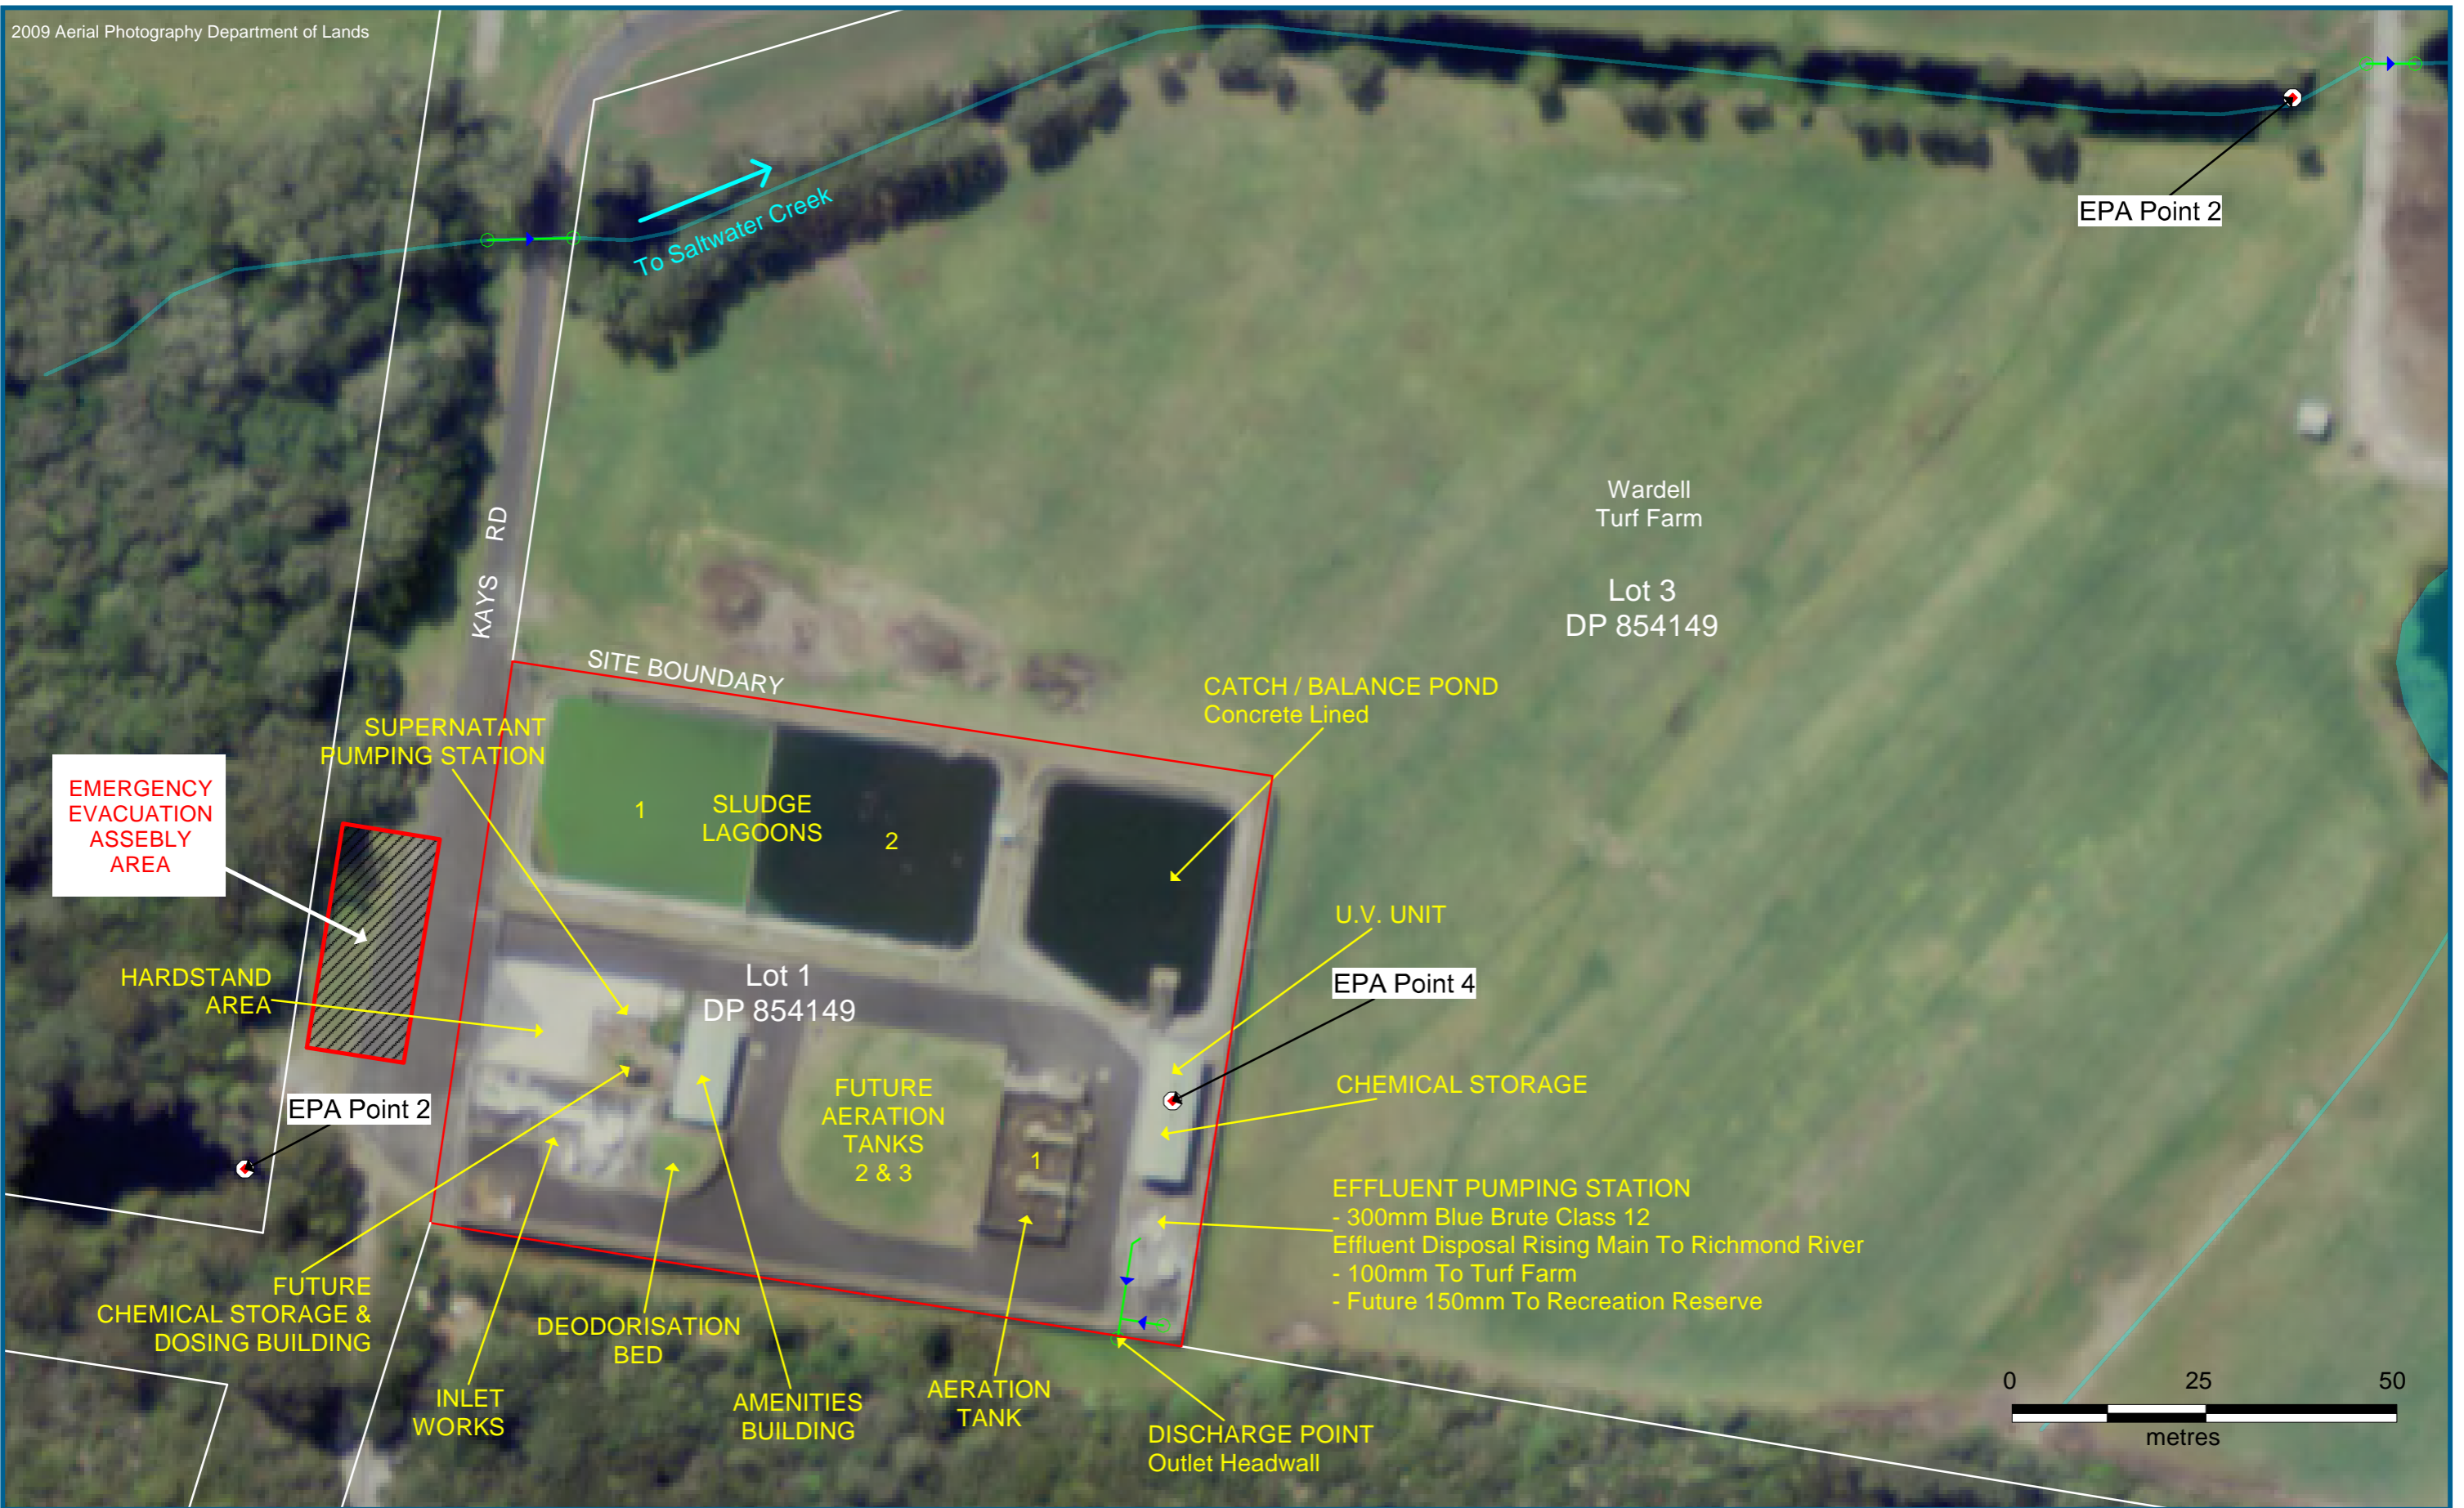 2009 Aerial Photography Department of Lands
To Saltwater Creek
EPA Point 2
KAYS RD
Wardell
Turf Farm
Lot 3
DP 854149
SITE BOUNDARY
CATCH / BALANCE POND
Concrete Lined
SUPERNATANT
PUMPING STATION
EMERGENCY
EVACUATION
ASSEBLY
AREA
1
SLUDGE
LAGOONS
2
U.V. UNIT
EPA Point 4
HARDSTAND
AREA
Lot 1
DP 854149
EPA Point 2
FUTURE
AERATION
TANKS
2 & 3
1
CHEMICAL STORAGE
EFFLUENT PUMPING STATION
- 300mm Blue Brute Class 12
Effluent Disposal Rising Main To Richmond River
- 100mm To Turf Farm
- Future 150mm To Recreation Reserve
FUTURE
CHEMICAL STORAGE &
DOSING BUILDING
DEODORISATION
BED
INLET
WORKS
AMENITIES
BUILDING
AERATION
TANK
DISCHARGE POINT
Outlet Headwall
0 25 50
metres